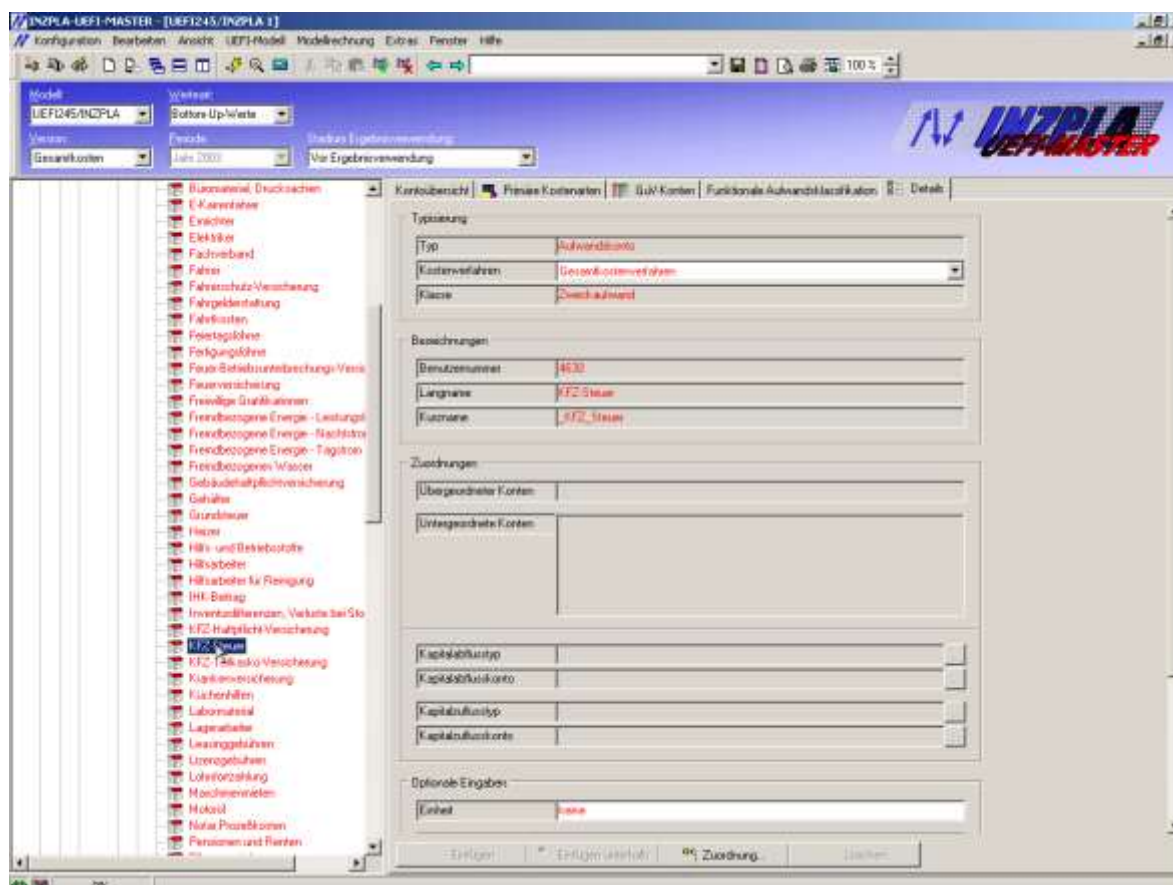 INZPLA-UEFI-MASTER - [UEFI245/INZPLA 1]
Konfiguration Bearbeiten Ansicht UEFI-Modell Modellrechnung Extras Fenster Hilfe
100 %
Modell: Werteart:
UEFI245/INZPLA Bottom-Up-Werte
Version: Periode: Stadium Ergebnisverwendung:
Gesamtkosten Jahr 2003 Vor Ergebnisverwendung
INZPLA
UEFI-MASTER
Kontoübersicht Primäre Kostenarten GuV-Konten Funktionale Aufwandsklassifikation Details
Büromaterial, Drucksachen
E-Karrenfahrer
Einrichter
Elektriker
Fachverband
Fahrer
Fahrerschutz-Versicherung
Fahrgelderstattung
Fahrtkosten
Feiertagslöhne
Fertigungslöhne
Feuer-Betriebsunterbrechungs-Versi
Feuerversicherung
Freiwillige Gratifikationen
Fremdbezogene Energie - Leistungst
Fremdbezogene Energie - Nachtstro
Fremdbezogene Energie - Tagstrom
Fremdbezogenes Wasser
Gebäudehaftpflichtversicherung
Gehälter
Grundsteuer
Heizer
Hilfs- und Betriebsstoffe
Hilfsarbeiter
Hilfsarbeiter für Reinigung
IHK-Beitrag
Inventurdifferenzen, Verluste bei Sto
KFZ-Haftpflicht-Versicherung
KFZ-Steuer
KFZ-Teilkasko-Versicherung
Krankenversicherung
Küchenhilfen
Labormaterial
Lagerarbeiter
Leasinggebühren
Lizenzgebühren
Lohnfortzahlung
Maschinenmieten
Motoröl
Notar, Prozeßkosten
Pensionen und Renten
Typisierung
Typ Aufwandskonto
Kostenverfahren Gesamtkostenverfahren
Klasse Zweckaufwand
Bezeichnungen
Benutzernummer 4630
Langname KFZ-Steuer
Kurzname _KFZ_Steuer
Zuordnungen
Übergeordneter Konten
Untergeordnete Konten
Kapitalabflusstyp
Kapitalabflusskonto
Kapitalzuflusstyp
Kapitalzuflusskonto
Optionale Eingaben
Einheit keine
Einfügen Einfügen unterhalb Zuordnung... Löschen